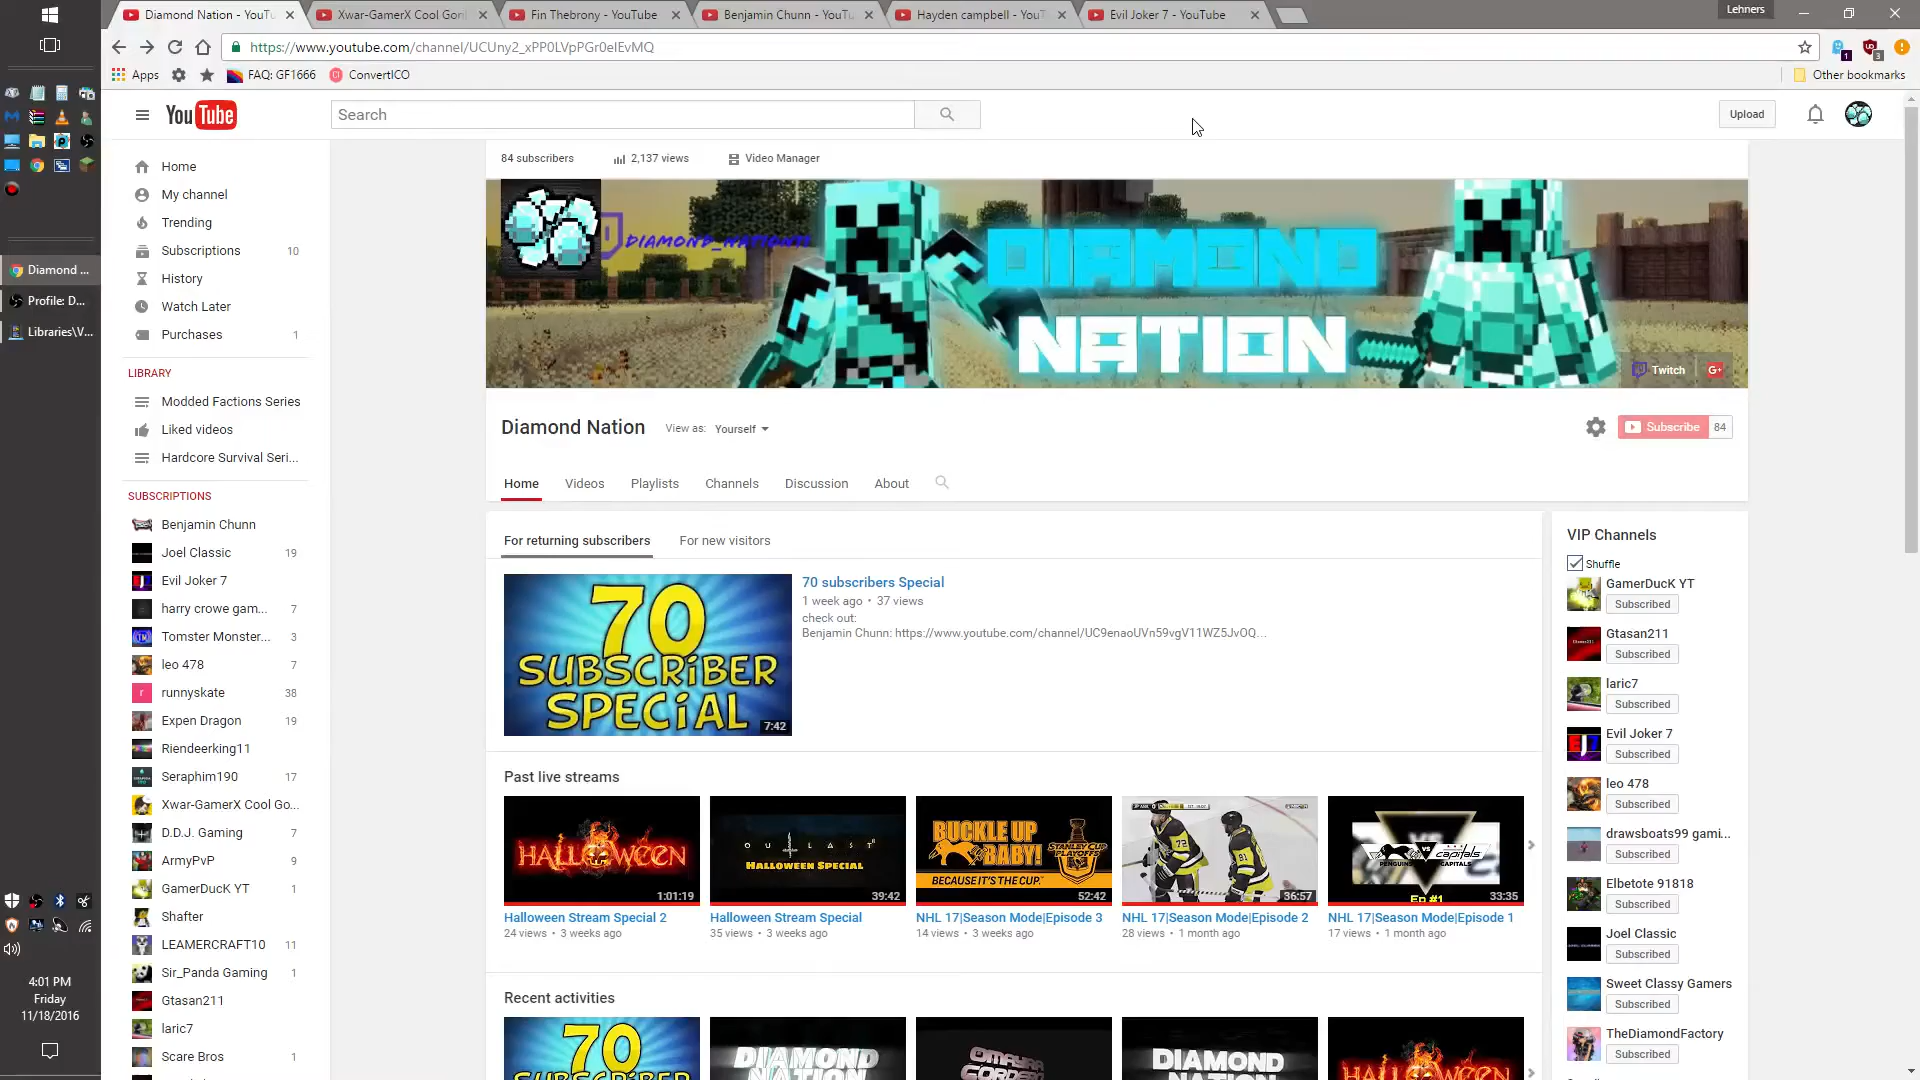 Diamond Nation - YouTu
Xwar-GamerX Cool Gon
Fin Thebrony - YouTube
Benjamin Chunn - YouTu
Hayden campbell - YouT
Evil Joker 7 - YouTube
Lehners
https://www.youtube.com/channel/UCUny2_xPP0LVpPGr0elEvMQ
Apps
FAQ: GF1666
ConvertICO
Other bookmarks
YouTube
Search
Upload
84 subscribers
2,137 views
Video Manager
DIAMOND
NATION
Twitch
G+
Home
My channel
Trending
Subscriptions 10
History
Watch Later
Purchases 1
LIBRARY
Modded Factions Series
Liked videos
Hardcore Survival Seri...
SUBSCRIPTIONS
Benjamin Chunn
Joel Classic 19
Evil Joker 7
harry crowe gam... 7
Tomster Monster... 3
leo 478 7
runnyskate 38
Expen Dragon 19
Riendeerking11
Seraphim190 17
Xwar-GamerX Cool Go...
D.D.J. Gaming 7
ArmyPvP 9
GamerDucK YT 1
Shafter
LEAMERCRAFT10 11
Sir_Panda Gaming 1
Gtasan211
laric7
Scare Bros 1
Diamond Nation
View as: Yourself
Subscribe 84
Home
Videos
Playlists
Channels
Discussion
About
For returning subscribers
For new visitors
70
SUBSCRIBER
SPECIAL
7:42
70 subscribers Special
1 week ago • 37 views
check out:
Benjamin Chunn: https://www.youtube.com/channel/UC9enaoUVn59vgV11WZ5JvOQ...
Past live streams
HALLOWEEN
1:01:19
Halloween Stream Special 2
24 views • 3 weeks ago
OUTLAST
HALLOWEEN SPECIAL
39:42
Halloween Stream Special
35 views • 3 weeks ago
BUCKLE UP
BABY!
STANLEY CUP
PLAYOFFS
BECAUSE IT'S THE CUP.
52:42
NHL 17|Season Mode|Episode 3
14 views • 3 weeks ago
72
81
36:57
NHL 17|Season Mode|Episode 2
28 views • 1 month ago
VS
PENGUINS
capitals
CAPITALS
Ep #1
33:35
NHL 17|Season Mode|Episode 1
17 views • 1 month ago
Recent activities
70
SUBSCRIBER
DIAMOND
NATION
DIAMOND
NATION
HALLOWEEN
VIP Channels
Shuffle
GamerDucK YT
Subscribed
Gtasan211
Subscribed
laric7
Subscribed
Evil Joker 7
Subscribed
leo 478
Subscribed
drawsboats99 gami...
Subscribed
Elbetote 91818
Subscribed
Joel Classic
Subscribed
Sweet Classy Gamers
Subscribed
TheDiamondFactory
Subscribed
Diamond ...
Profile: D...
Libraries\V...
4:01 PM
Friday
11/18/2016